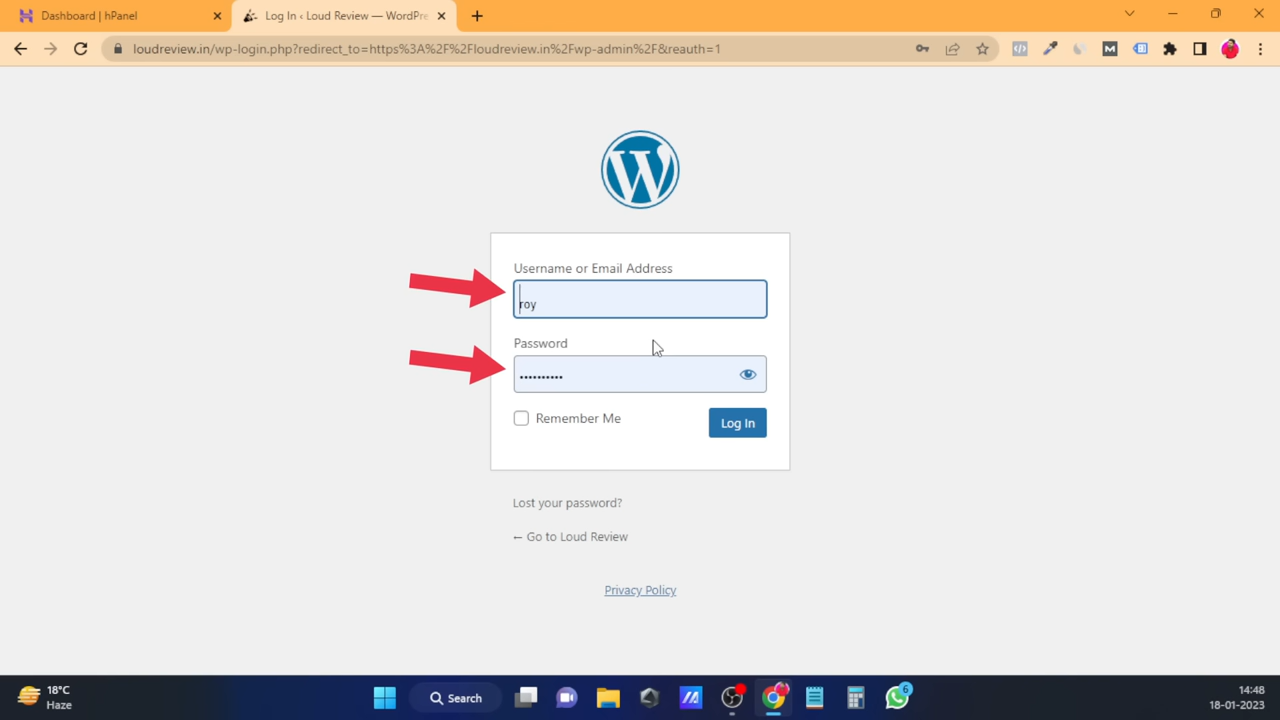 Dashboard | hPanel
Log In ‹ Loud Review — WordPre
loudreview.in/wp-login.php?redirect_to=https%3A%2F%2Floudreview.in%2Fwp-admin%2F&reauth=1
Username or Email Address
roy
Password
••••••••••
Remember Me
Log In
Lost your password?
← Go to Loud Review
Privacy Policy
18°C
Haze
Search
6
14:48
18-01-2023